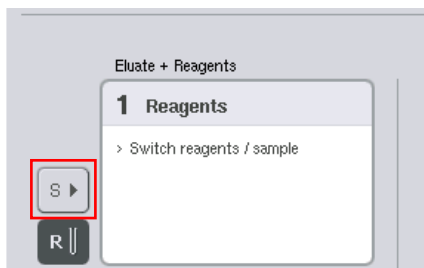 Eluate + Reagents
1 Reagents
> Switch reagents / sample
S
R